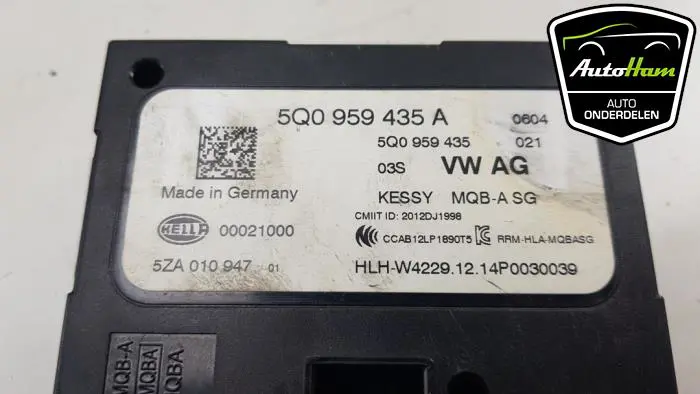 AutoHam
AUTO
ONDERDELEN
5Q0 959 435 A 0604
5Q0 959 435 021
03S VW AG
Made in Germany
KESSY MQB-A SG
CMIIT ID: 2012DJ1998
HELLA 00021000
CCAB12LP1890T5 RRM-HLA-MQBASG
5ZA 010 947 01
HLH-W4229.12.14P0030039
MQB-A
MQBA
QBA